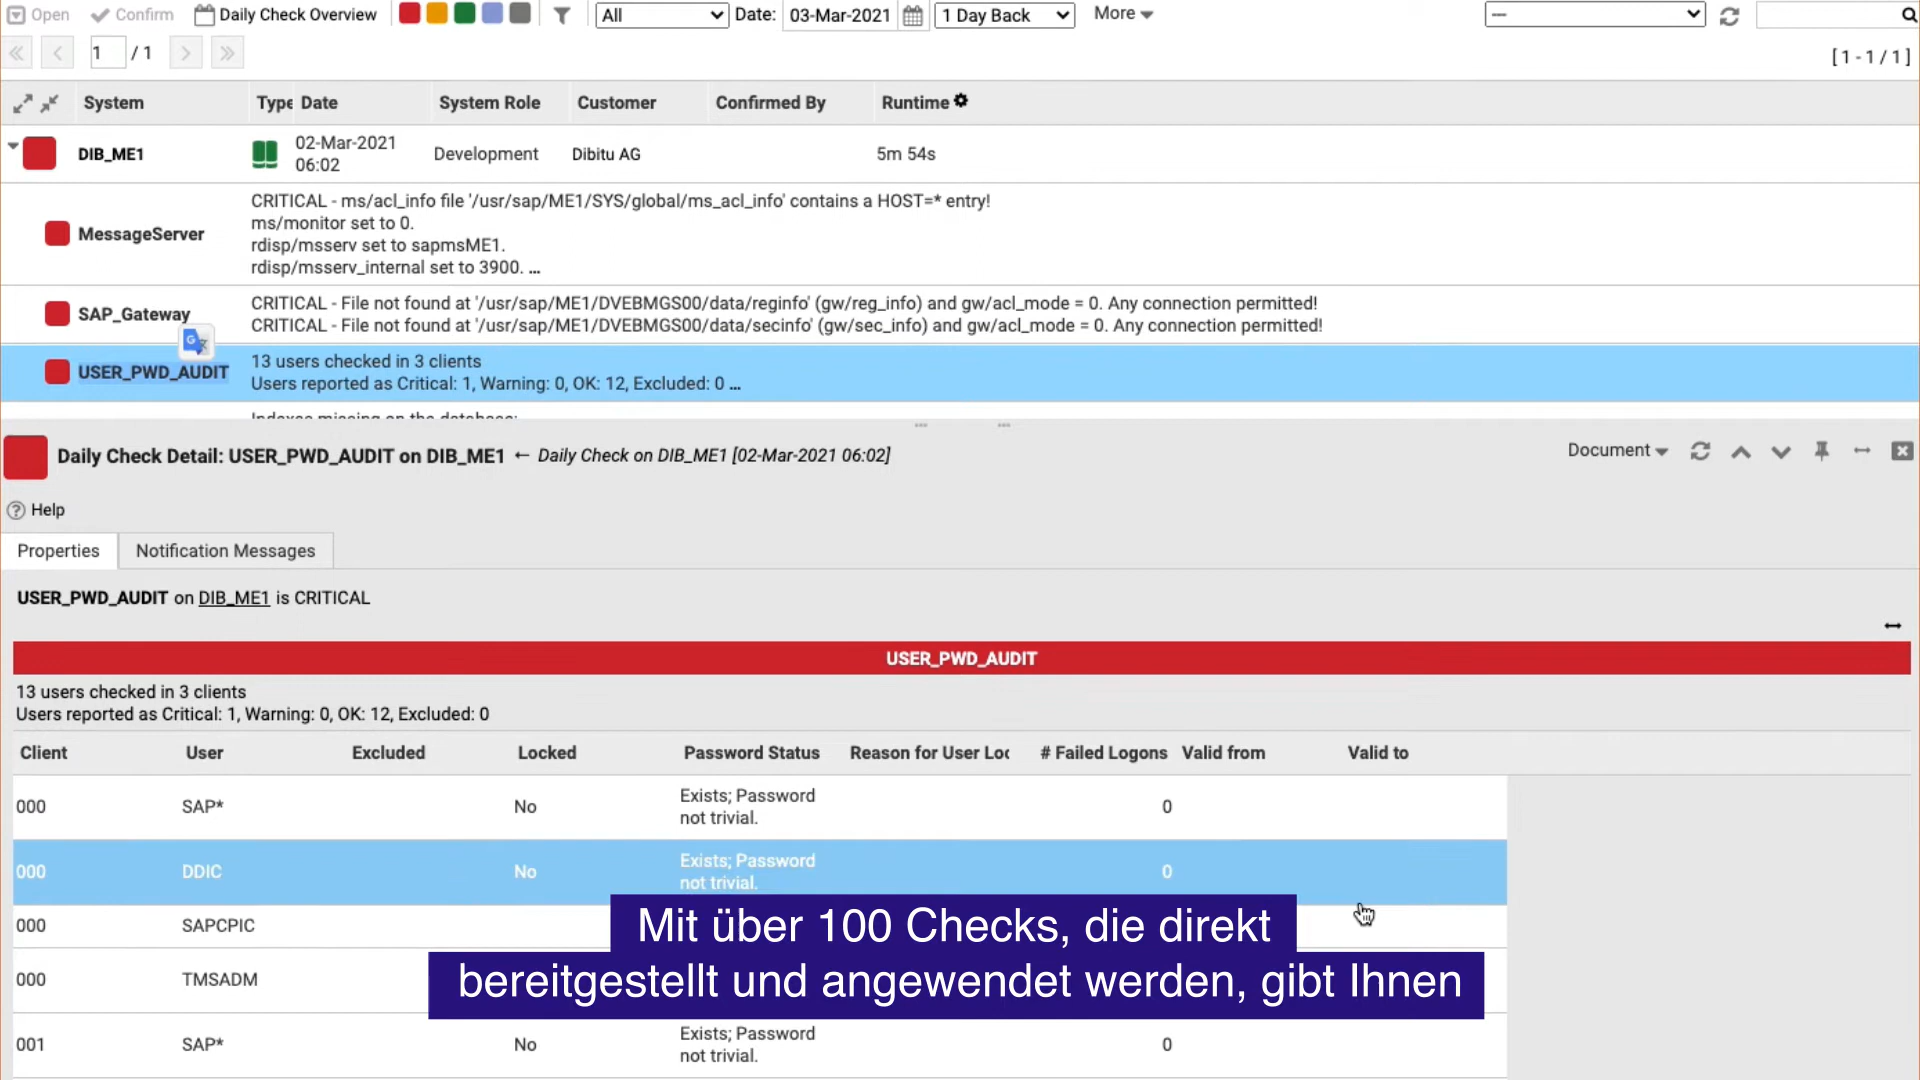 Open Confirm Daily Check Overview All Date: 03-Mar-2021 1 Day Back More ---
1 / 1 [ 1 - 1 / 1 ]
System Type Date System Role Customer Confirmed By Runtime
DIB_ME1 02-Mar-2021 06:02 Development Dibitu AG 5m 54s
MessageServer
CRITICAL - ms/acl_info file '/usr/sap/ME1/SYS/global/ms_acl_info' contains a HOST=* entry!
ms/monitor set to 0.
rdisp/msserv set to sapmsME1.
rdisp/msserv_internal set to 3900. ...
SAP_Gateway
CRITICAL - File not found at '/usr/sap/ME1/DVEBMGS00/data/reginfo' (gw/reg_info) and gw/acl_mode = 0. Any connection permitted!
CRITICAL - File not found at '/usr/sap/ME1/DVEBMGS00/data/secinfo' (gw/sec_info) and gw/acl_mode = 0. Any connection permitted!
USER_PWD_AUDIT
13 users checked in 3 clients
Users reported as Critical: 1, Warning: 0, OK: 12, Excluded: 0 ...
Indexes missing on the database:
Daily Check Detail: USER_PWD_AUDIT on DIB_ME1 ← Daily Check on DIB_ME1 [02-Mar-2021 06:02] Document
Help
Properties Notification Messages
USER_PWD_AUDIT on DIB_ME1 is CRITICAL
USER_PWD_AUDIT
13 users checked in 3 clients
Users reported as Critical: 1, Warning: 0, OK: 12, Excluded: 0
Client User Excluded Locked Password Status Reason for User Loc # Failed Logons Valid from Valid to
000 SAP* No Exists; Password not trivial. 0
000 DDIC No Exists; Password not trivial. 0
000 SAPCPIC
000 TMSADM
001 SAP* No Exists; Password not trivial. 0
Mit über 100 Checks, die direkt
bereitgestellt und angewendet werden, gibt Ihnen